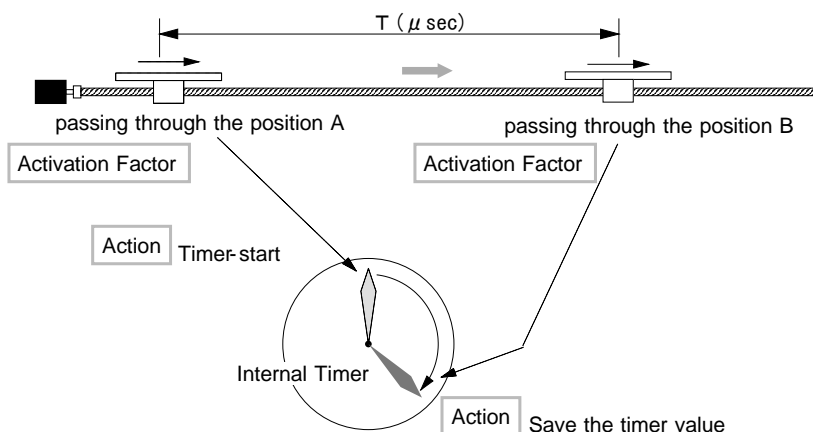 T ( μ sec)
passing through the position A
passing through the position B
Activation Factor
Activation Factor
Action Timer-start
Internal Timer
Action Save the timer value